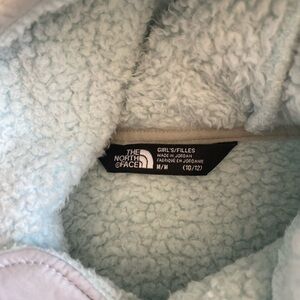 THE
NORTH
FACE
GIRL'S/FILLES
MADE IN JORDAN
FABRIQUÉ EN JORDANIE
M/M (10/12)